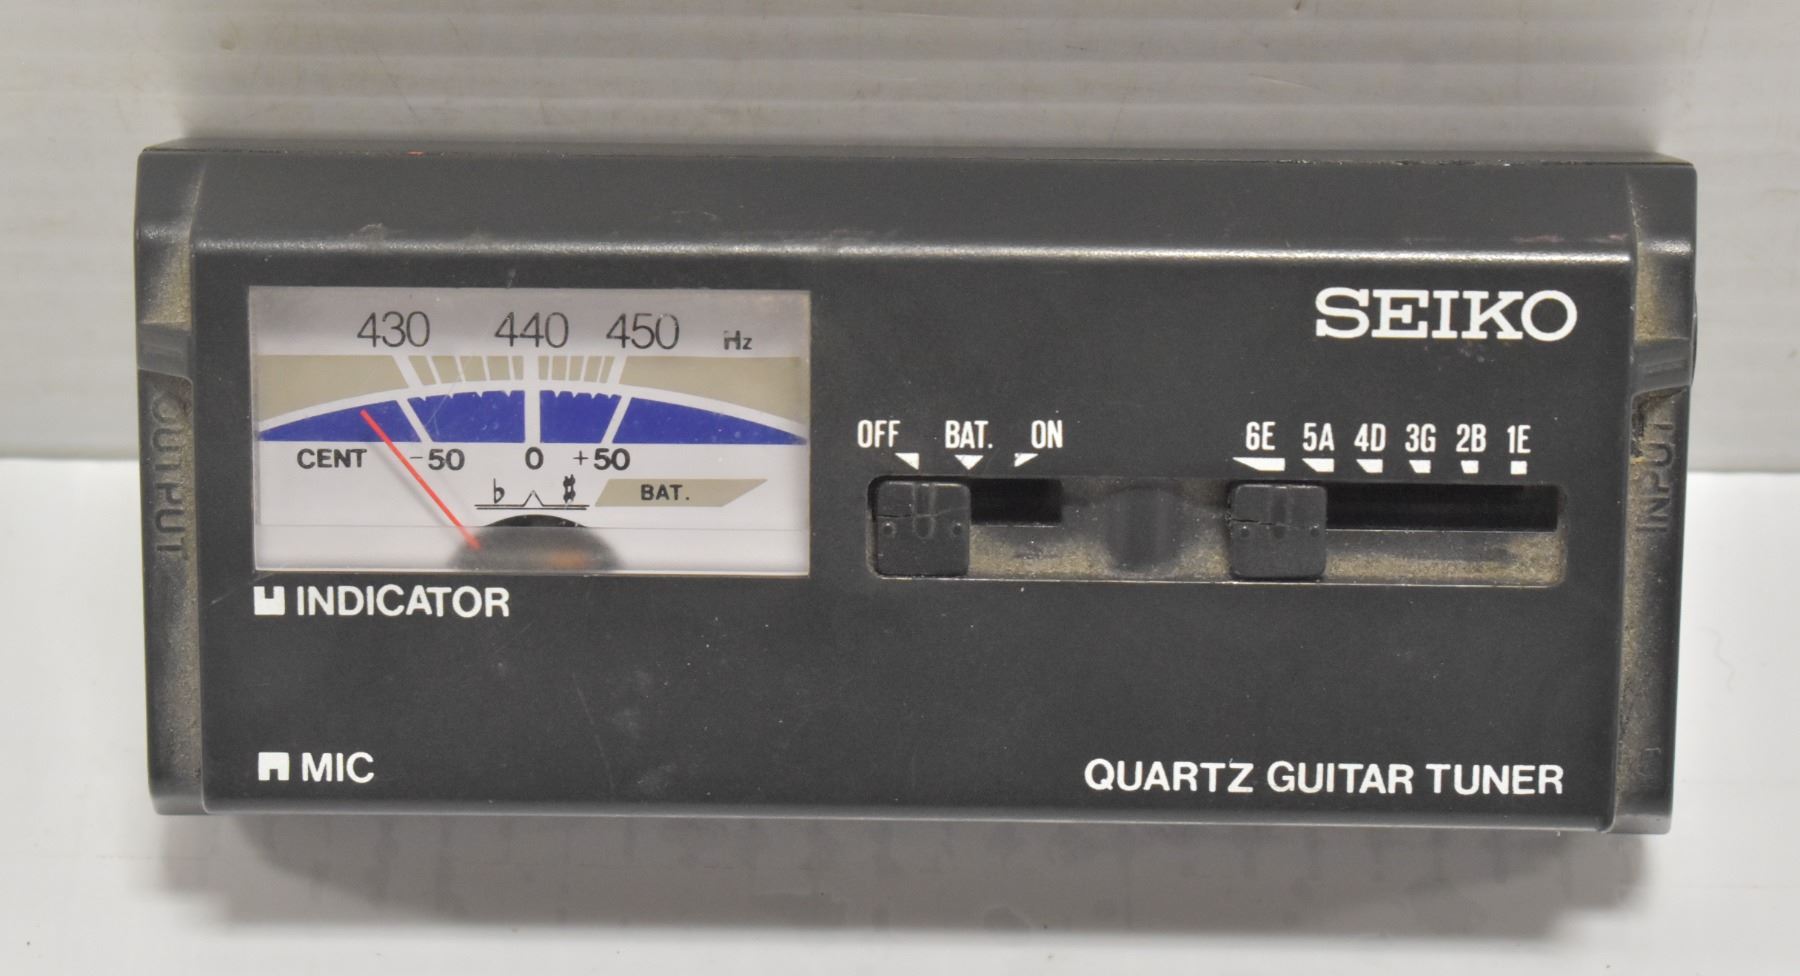 SEIKO
430 440 450 Hz
CENT -50 0 +50
♭ ♯ BAT.
INDICATOR
OFF BAT. ON
6E 5A 4D 3G 2B 1E
OUTPUT
INPUT
MIC
QUARTZ GUITAR TUNER